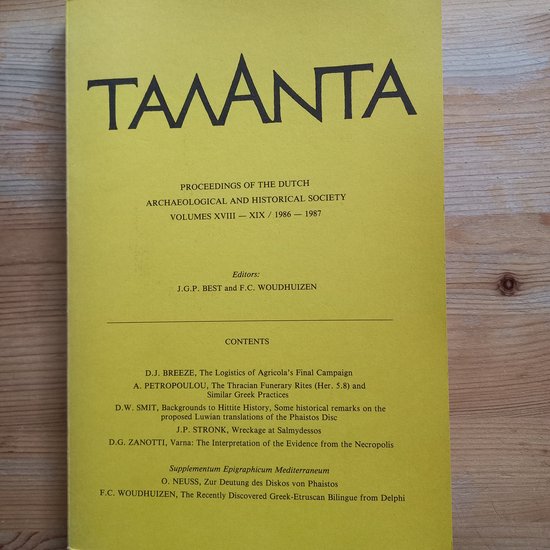 TAΛANTA
PROCEEDINGS OF THE DUTCH
ARCHAEOLOGICAL AND HISTORICAL SOCIETY
VOLUMES XVIII — XIX / 1986 — 1987
Editors:
J.G.P. BEST and F.C. WOUDHUIZEN
CONTENTS
D.J. BREEZE, The Logistics of Agricola's Final Campaign
A. PETROPOULOU, The Thracian Funerary Rites (Her. 5.8) and
Similar Greek Practices
D.W. SMIT, Backgrounds to Hittite History, Some historical remarks on the
proposed Luwian translations of the Phaistos Disc
J.P. STRONK, Wreckage at Salmydessos
D.G. ZANOTTI, Varna: The Interpretation of the Evidence from the Necropolis
Supplementum Epigraphicum Mediterraneum
O. NEUSS, Zur Deutung des Diskos von Phaistos
F.C. WOUDHUIZEN, The Recently Discovered Greek-Etruscan Bilingue from Delphi